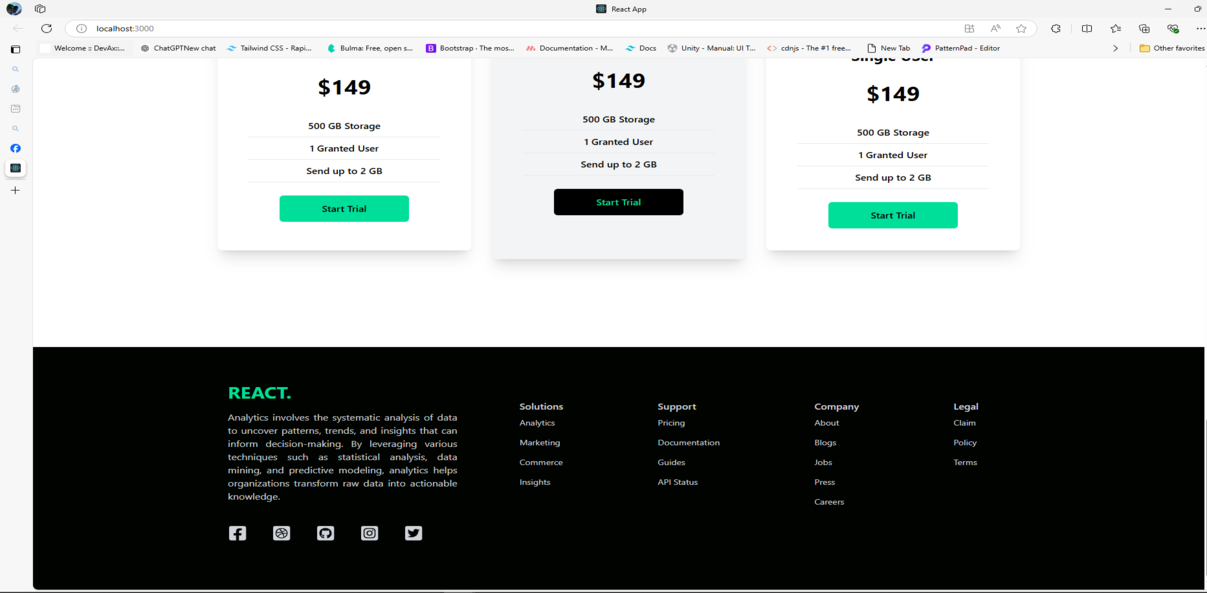 React App
localhost:3000
Welcome :: DevAx:...
ChatGPTNew chat
Tailwind CSS - Rapi...
Bulma: Free, open s...
Bootstrap · The mos...
Documentation - M...
Docs
Unity - Manual: UI T...
cdnjs - The #1 free...
New Tab
PatternPad - Editor
Other favorites
$149
500 GB Storage
1 Granted User
Send up to 2 GB
Start Trial
$149
500 GB Storage
1 Granted User
Send up to 2 GB
Start Trial
Single User
$149
500 GB Storage
1 Granted User
Send up to 2 GB
Start Trial
REACT.
Analytics involves the systematic analysis of data
to uncover patterns, trends, and insights that can
inform decision-making. By leveraging various
techniques such as statistical analysis, data
mining, and predictive modeling, analytics helps
organizations transform raw data into actionable
knowledge.
Solutions
Analytics
Marketing
Commerce
Insights
Support
Pricing
Documentation
Guides
API Status
Company
About
Blogs
Jobs
Press
Careers
Legal
Claim
Policy
Terms